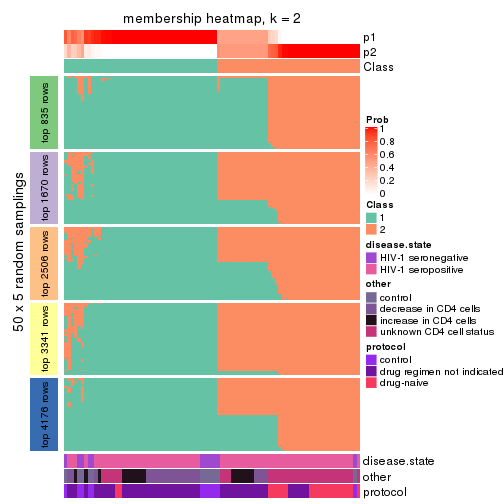 membership heatmap, k = 2
p1
p2
Class
50 x 5 random samplings
top 835 rows
top 1670 rows
top 2506 rows
top 3341 rows
top 4176 rows
disease.state
other
protocol
Prob
1
0.8
0.6
0.4
0.2
0
Class
1
2
disease.state
HIV-1 seronegative
HIV-1 seropositive
other
control
decrease in CD4 cells
increase in CD4 cells
unknown CD4 cell status
protocol
control
drug regimen not indicated
drug-naive